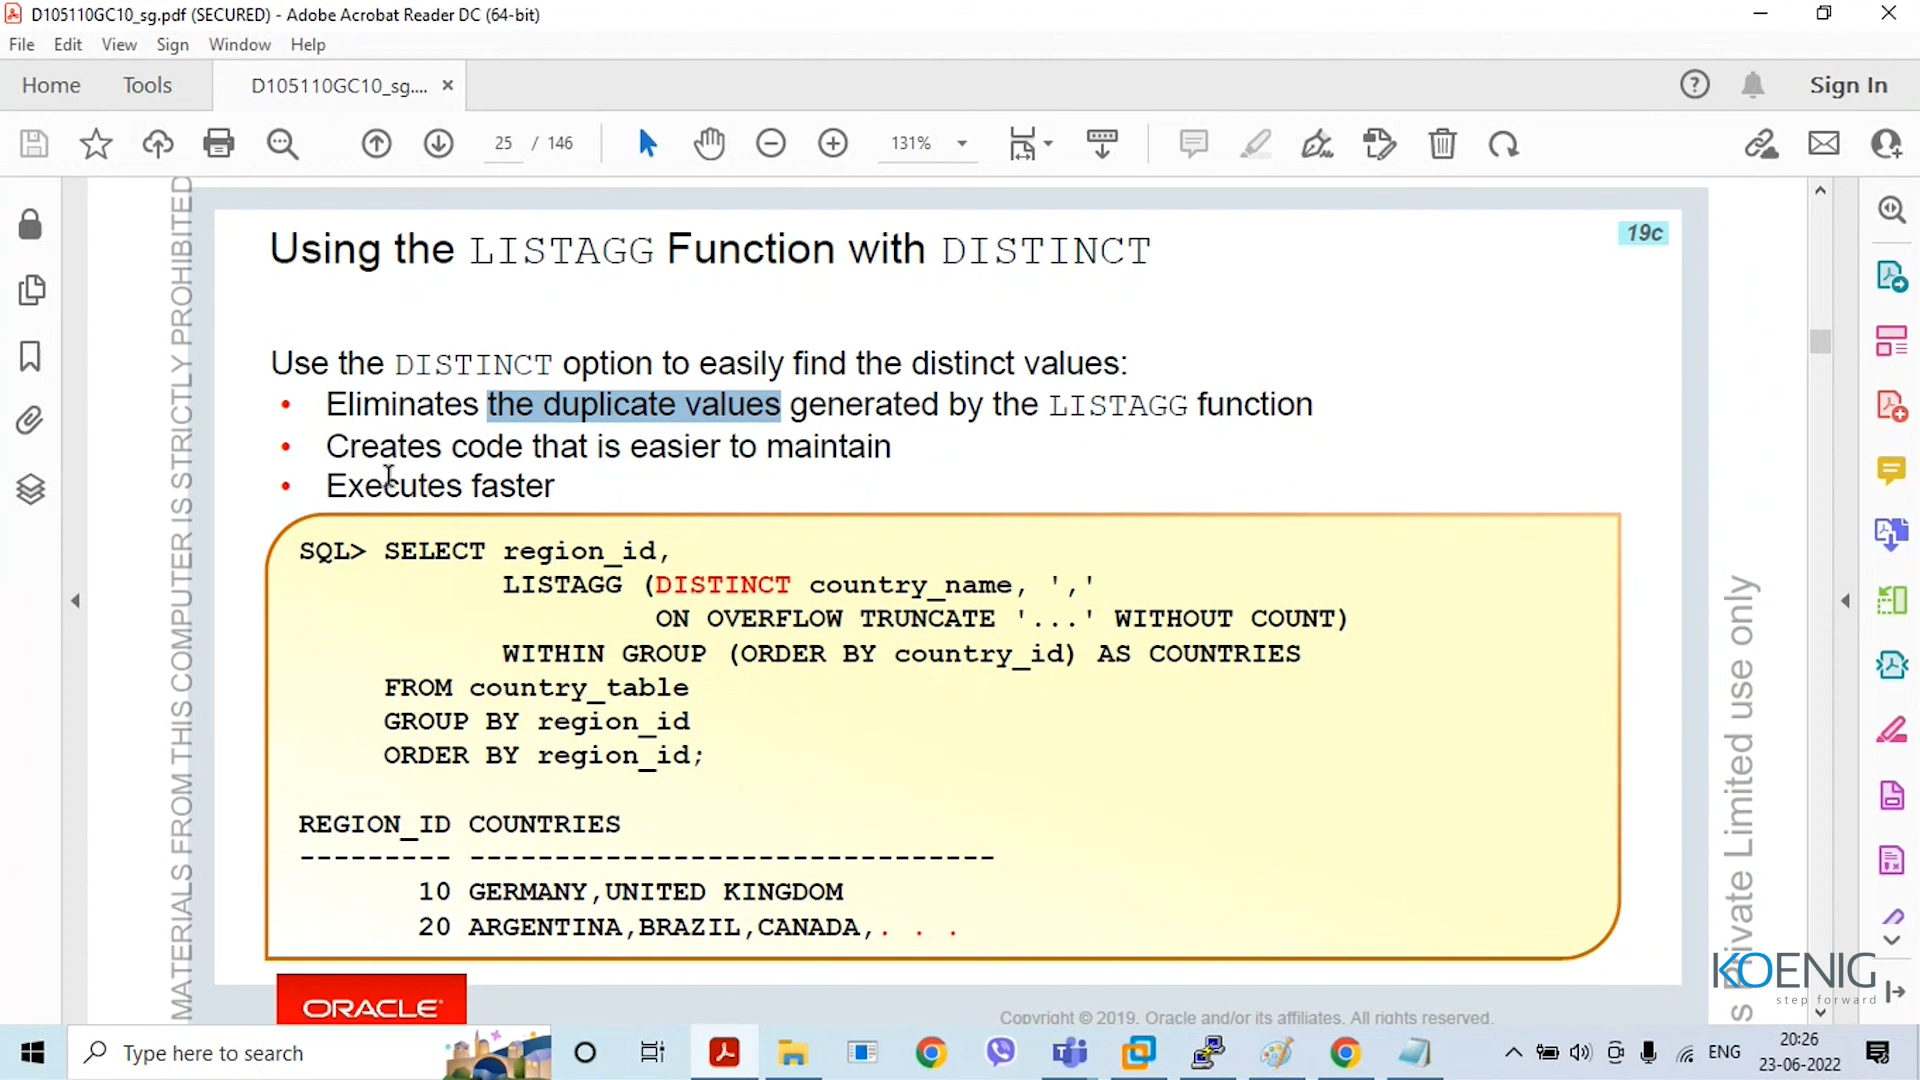 D105110GC10_sg.pdf (SECURED) - Adobe Acrobat Reader DC (64-bit)
File Edit View Sign Window Help
Home Tools D105110GC10_sg.... × Sign In
25 / 146 131%
MATERIALS FROM THIS COMPUTER IS STRICTLY PROHIBITED
Using the LISTAGG Function with DISTINCT
19c
Use the DISTINCT option to easily find the distinct values:
• Eliminates the duplicate values generated by the LISTAGG function
• Creates code that is easier to maintain
• Executes faster
SQL> SELECT region_id,
LISTAGG (DISTINCT country_name, ','
ON OVERFLOW TRUNCATE '...' WITHOUT COUNT)
WITHIN GROUP (ORDER BY country_id) AS COUNTRIES
FROM country_table
GROUP BY region_id
ORDER BY region_id;
REGION_ID COUNTRIES
--------- -------------------------------
10 GERMANY,UNITED KINGDOM
20 ARGENTINA,BRAZIL,CANADA,. . .
ORACLE
Copyright © 2019, Oracle and/or its affiliates. All rights reserved.
Limited use only
KOENIG
step forward
Type here to search
ENG
20:26
23-06-2022